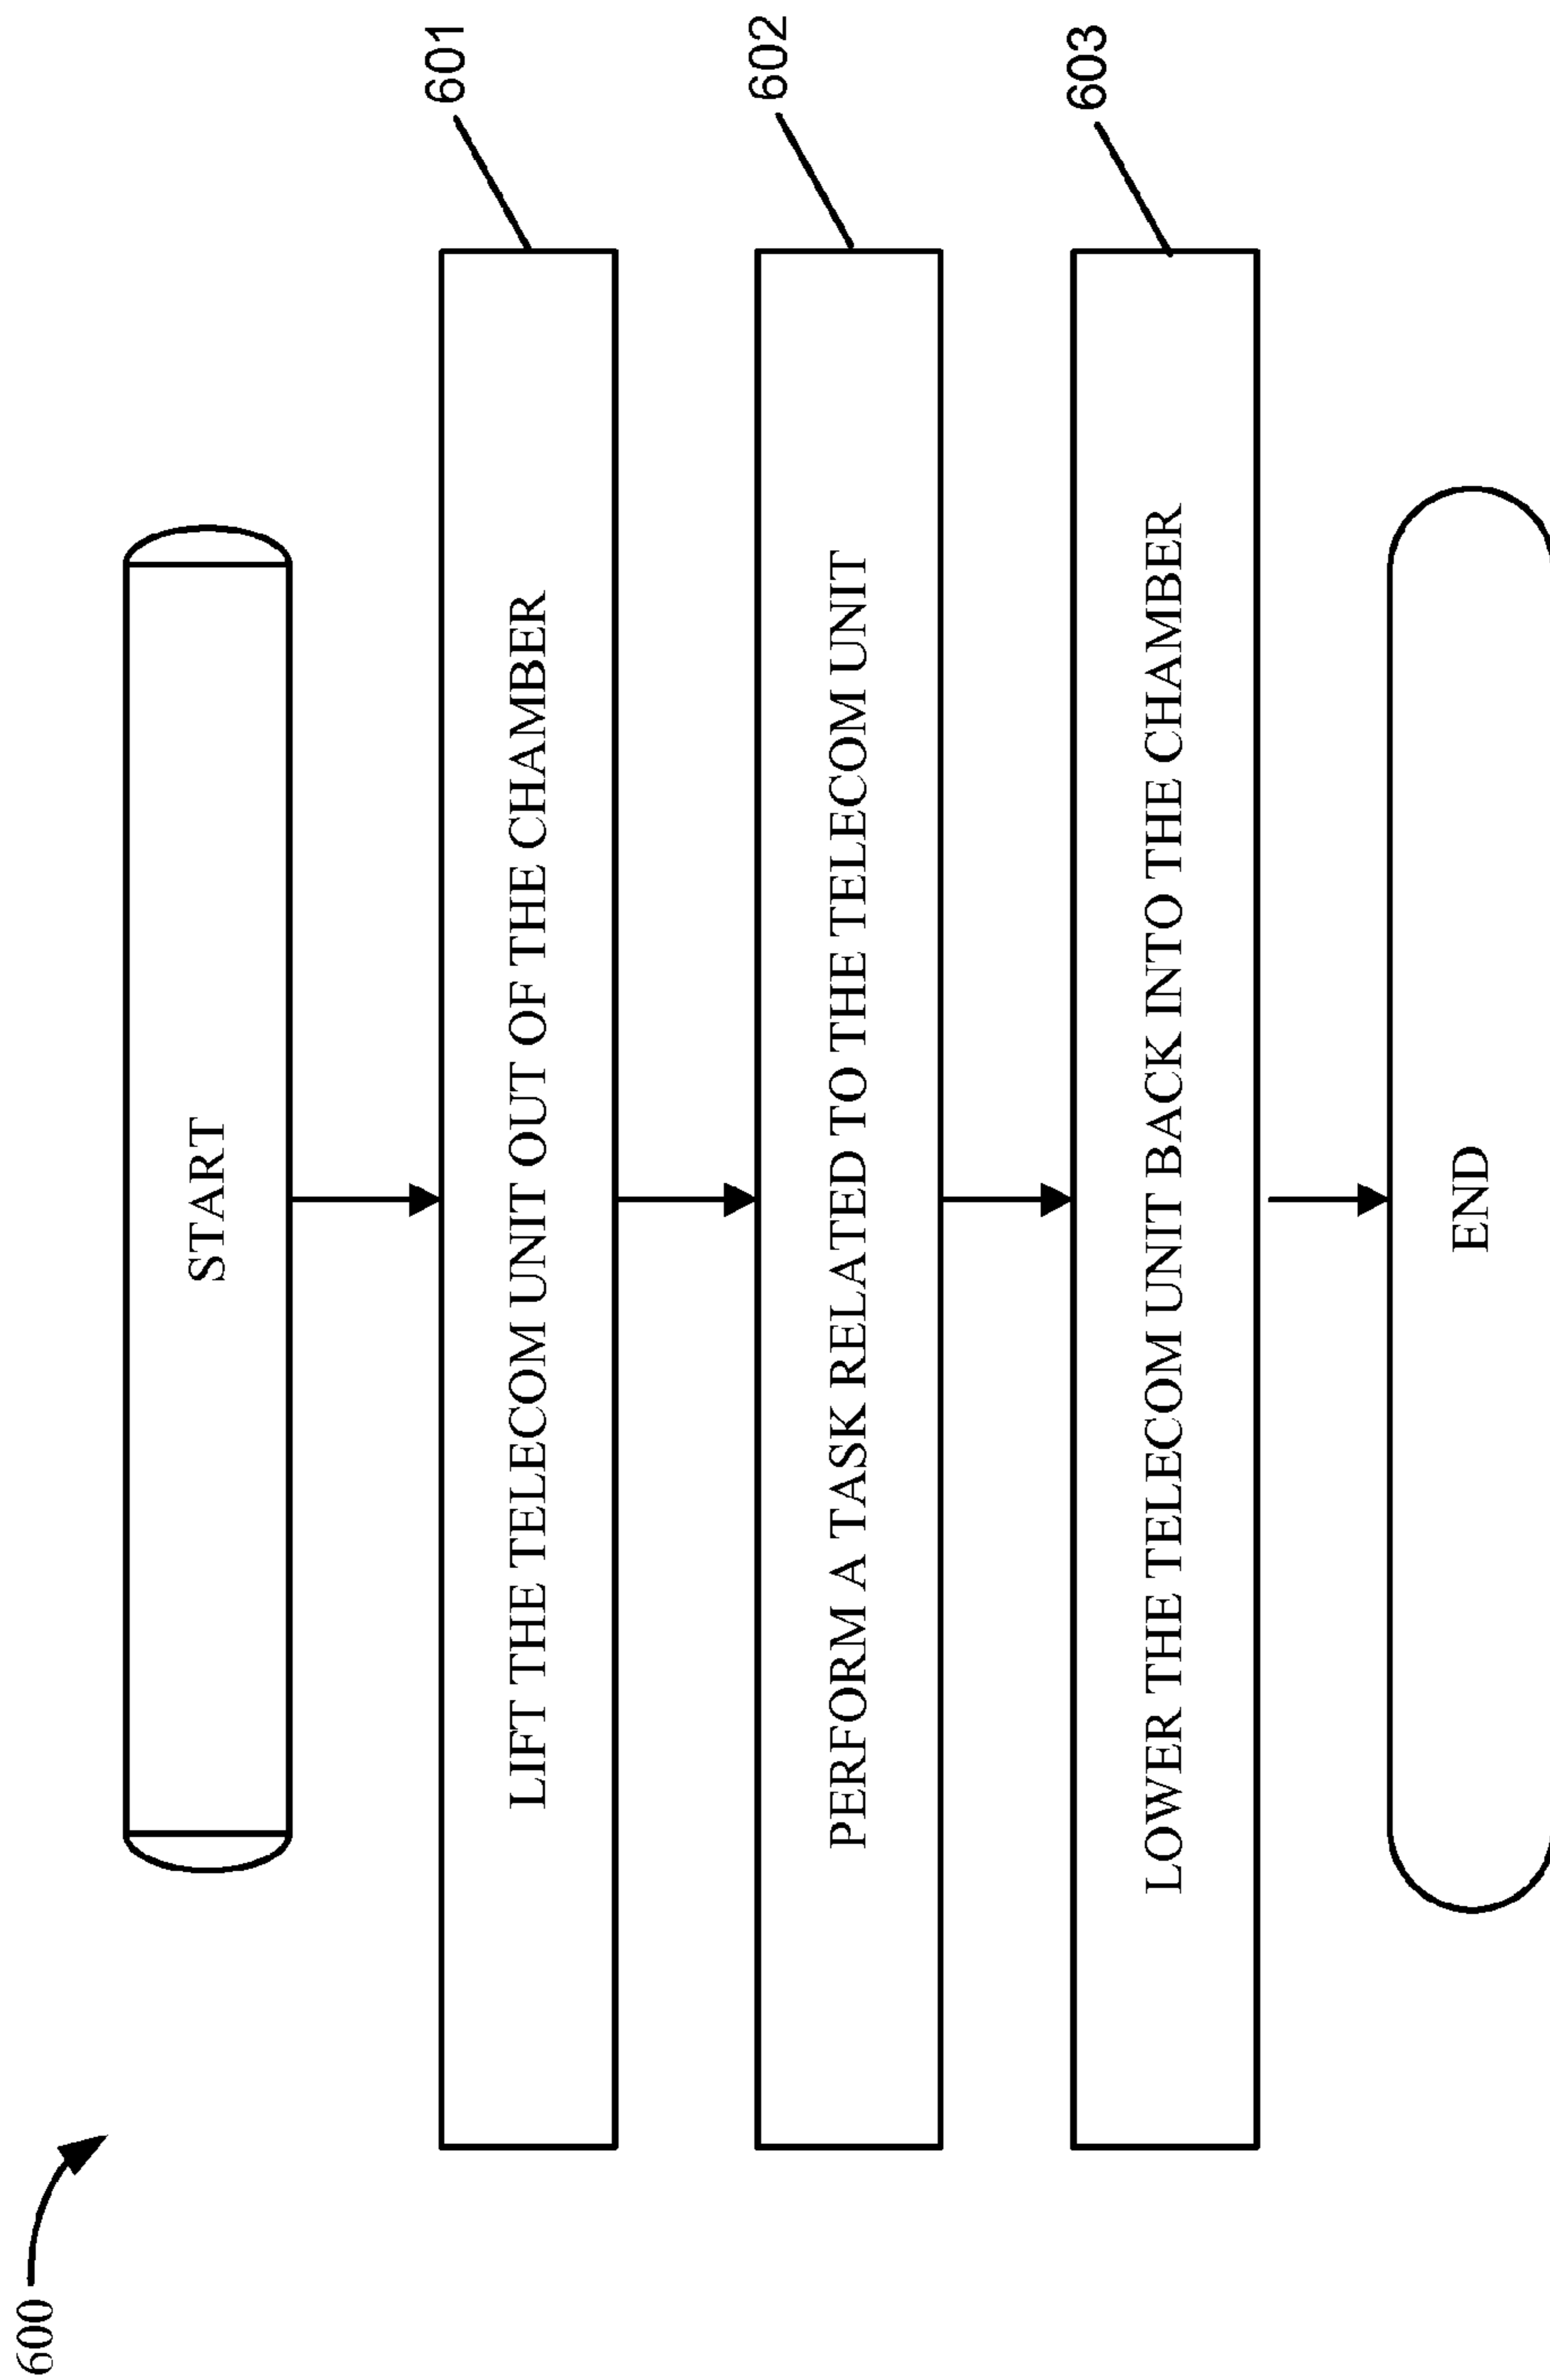 600
START
LIFT THE TELECOM UNIT OUT OF THE CHAMBER
601
PERFORM A TASK RELATED TO THE TELECOM UNIT
602
LOWER THE TELECOM UNIT BACK INTO THE CHAMBER
603
END